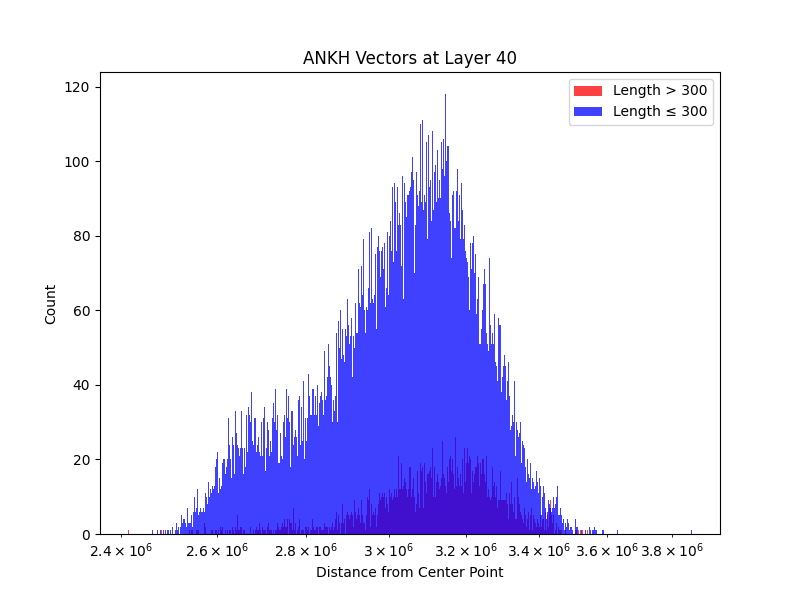 ANKH Vectors at Layer 40
Length > 300
Length ≤ 300
120
100
80
60
40
20
0
Count
2.4 × 10⁶ 2.6 × 10⁶ 2.8 × 10⁶ 3 × 10⁶ 3.2 × 10⁶ 3.4 × 10⁶ 3.6 × 10⁶ 3.8 × 10⁶
Distance from Center Point